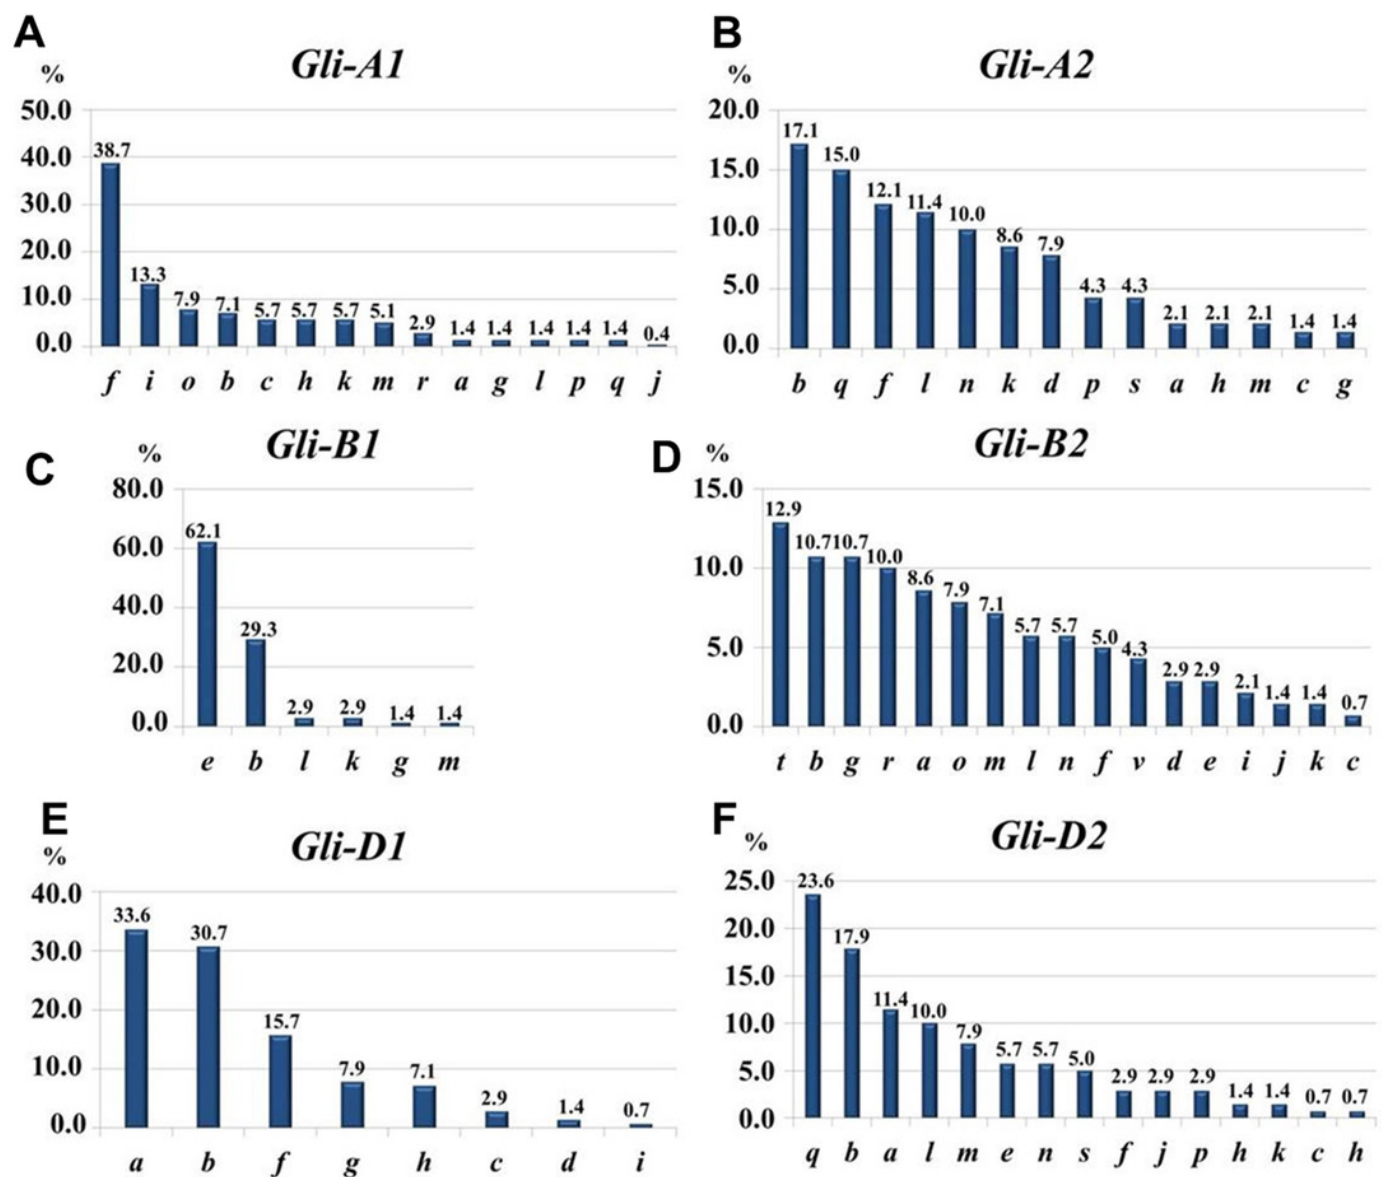 A
Gli-A1
%
50.0
40.0
30.0
20.0
10.0
0.0
38.7 13.3 7.9 7.1 5.7 5.7 5.7 5.1 2.9 1.4 1.4 1.4 1.4 1.4 0.4
f i o b c h k m r a g l p q j
B
Gli-A2
%
20.0
15.0
10.0
5.0
0.0
17.1 15.0 12.1 11.4 10.0 8.6 7.9 4.3 4.3 2.1 2.1 2.1 1.4 1.4
b q f l n k d p s a h m c g
C
Gli-B1
%
80.0
60.0
40.0
20.0
0.0
62.1 29.3 2.9 2.9 1.4 1.4
e b l k g m
D
Gli-B2
%
15.0
10.0
5.0
0.0
12.9 10.7 10.7 10.0 8.6 7.9 7.1 5.7 5.7 5.0 4.3 2.9 2.9 2.1 1.4 1.4 0.7
t b g r a o m l n f v d e i j k c
E
Gli-D1
%
40.0
30.0
20.0
10.0
0.0
33.6 30.7 15.7 7.9 7.1 2.9 1.4 0.7
a b f g h c d i
F
Gli-D2
%
25.0
20.0
15.0
10.0
5.0
0.0
23.6 17.9 11.4 10.0 7.9 5.7 5.7 5.0 2.9 2.9 2.9 1.4 1.4 0.7 0.7
q b a l m e n s f j p h k c h